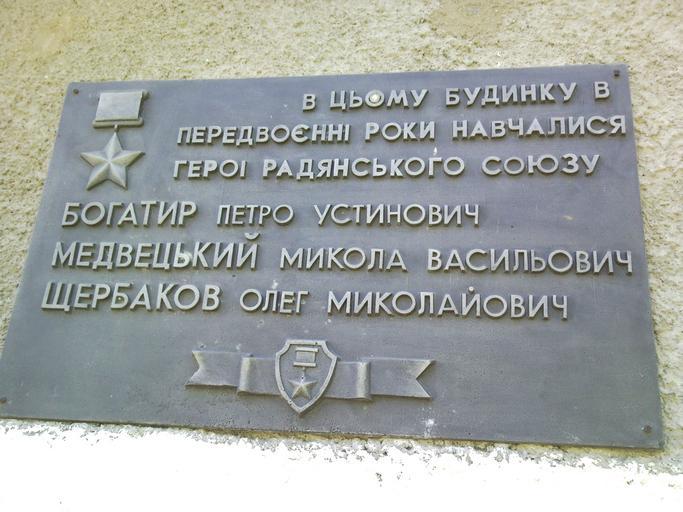 В ЦЬОМУ БУДИНКУ В
ПЕРЕДВОЄННІ РОКИ НАВЧАЛИСЯ
ГЕРОЇ РАДЯНСЬКОГО СОЮЗУ
БОГАТИР ПЕТРО УСТИНОВИЧ
МЕДВЕЦЬКИЙ МИКОЛА ВАСИЛЬОВИЧ
ЩЕРБАКОВ ОЛЕГ МИКОЛАЙОВИЧ